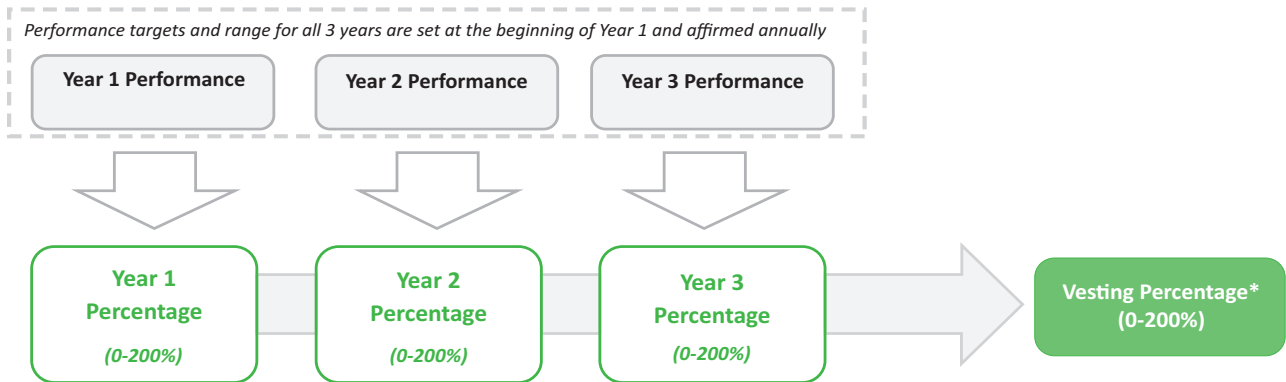 Performance targets and range for all 3 years are set at the beginning of Year 1 and affirmed annually
Year 1 Performance
Year 2 Performance
Year 3 Performance
Year 1
Percentage
(0-200%)
Year 2
Percentage
(0-200%)
Year 3
Percentage
(0-200%)
Vesting Percentage*
(0-200%)